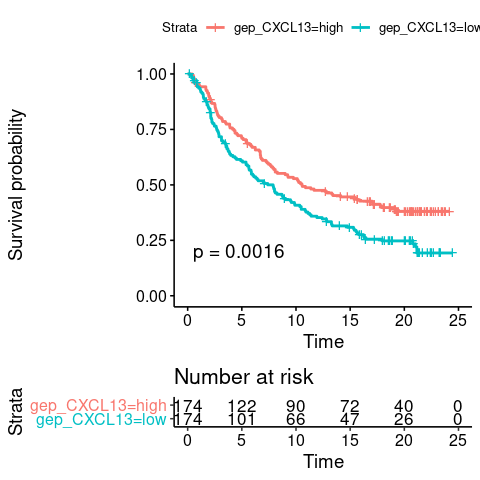 Strata gep_CXCL13=high gep_CXCL13=low
Survival probability
1.00
0.75
0.50
0.25
0.00
p = 0.0016
0 5 10 15 20 25
Time
Number at risk
Strata
gep_CXCL13=high 174 122 90 72 40 0
gep_CXCL13=low 174 101 66 47 26 0
0 5 10 15 20 25
Time